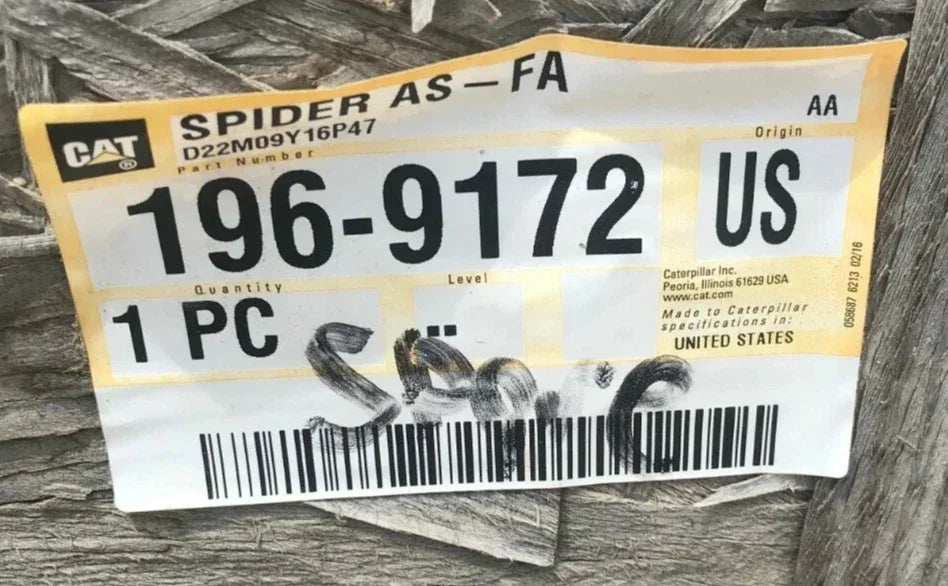 SPIDER AS-FA
AA
D22M09Y16P47
CAT®
Part Number
Origin
196-9172
US
Quantity
Level
1 PC
--
Caterpillar Inc.
Peoria, Illinois 61629 USA
www.cat.com
Made to Caterpillar
specifications in:
UNITED STATES
058687 6213 02/16